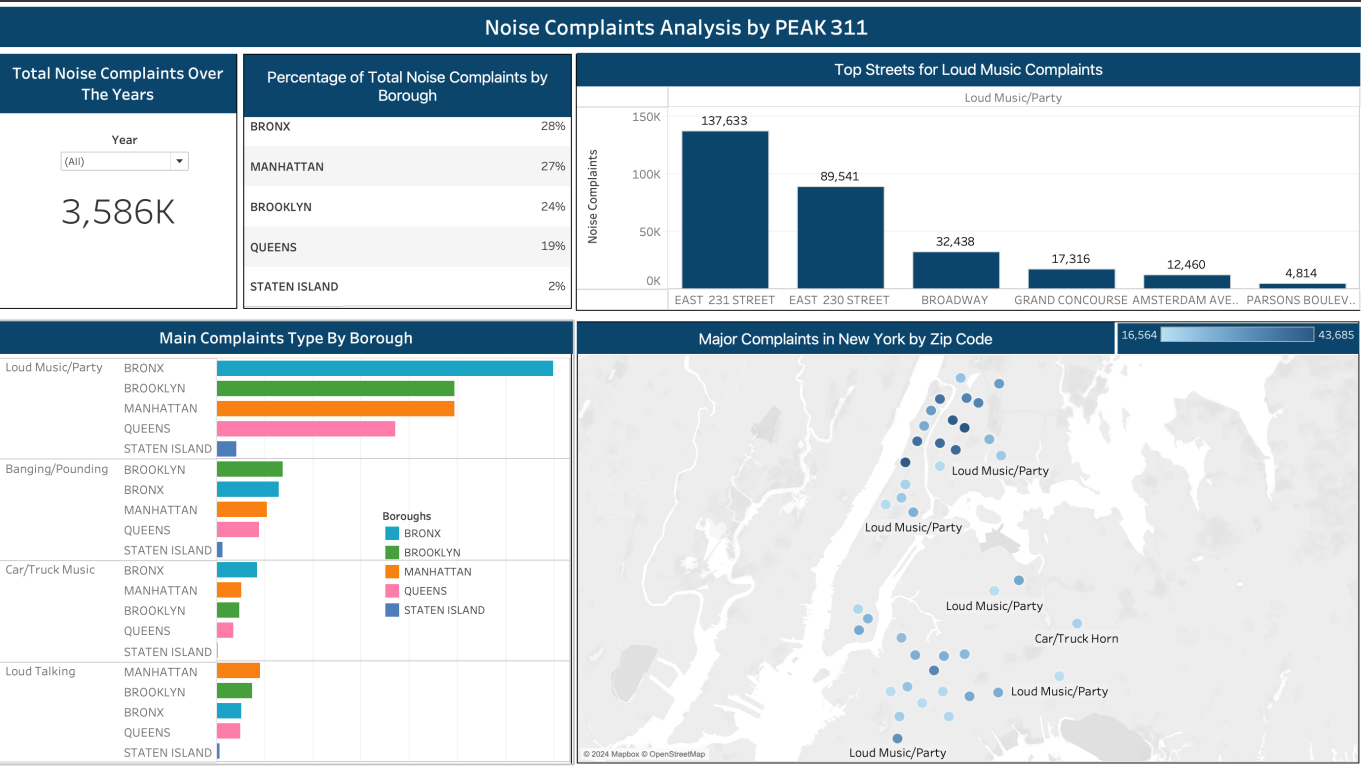 Noise Complaints Analysis by PEAK 311
Total Noise Complaints Over
The Years
Year
(All)
3,586K
Percentage of Total Noise Complaints by
Borough
BRONX 28%
MANHATTAN 27%
BROOKLYN 24%
QUEENS 19%
STATEN ISLAND 2%
Top Streets for Loud Music Complaints
Loud Music/Party
Noise Complaints
150K
100K
50K
0K
137,633
89,541
32,438
17,316
12,460
4,814
EAST 231 STREET EAST 230 STREET BROADWAY GRAND CONCOURSE AMSTERDAM AVE.. PARSONS BOULEV..
Main Complaints Type By Borough
Loud Music/Party BRONX
BROOKLYN
MANHATTAN
QUEENS
STATEN ISLAND
Banging/Pounding BROOKLYN
BRONX
MANHATTAN
QUEENS
STATEN ISLAND
Car/Truck Music BRONX
MANHATTAN
BROOKLYN
QUEENS
STATEN ISLAND
Loud Talking MANHATTAN
BROOKLYN
BRONX
QUEENS
STATEN ISLAND
Boroughs
BRONX
BROOKLYN
MANHATTAN
QUEENS
STATEN ISLAND
Major Complaints in New York by Zip Code
16,564 43,685
Loud Music/Party
Loud Music/Party
Loud Music/Party
Car/Truck Horn
Loud Music/Party
Loud Music/Party
© 2024 Mapbox © OpenStreetMap